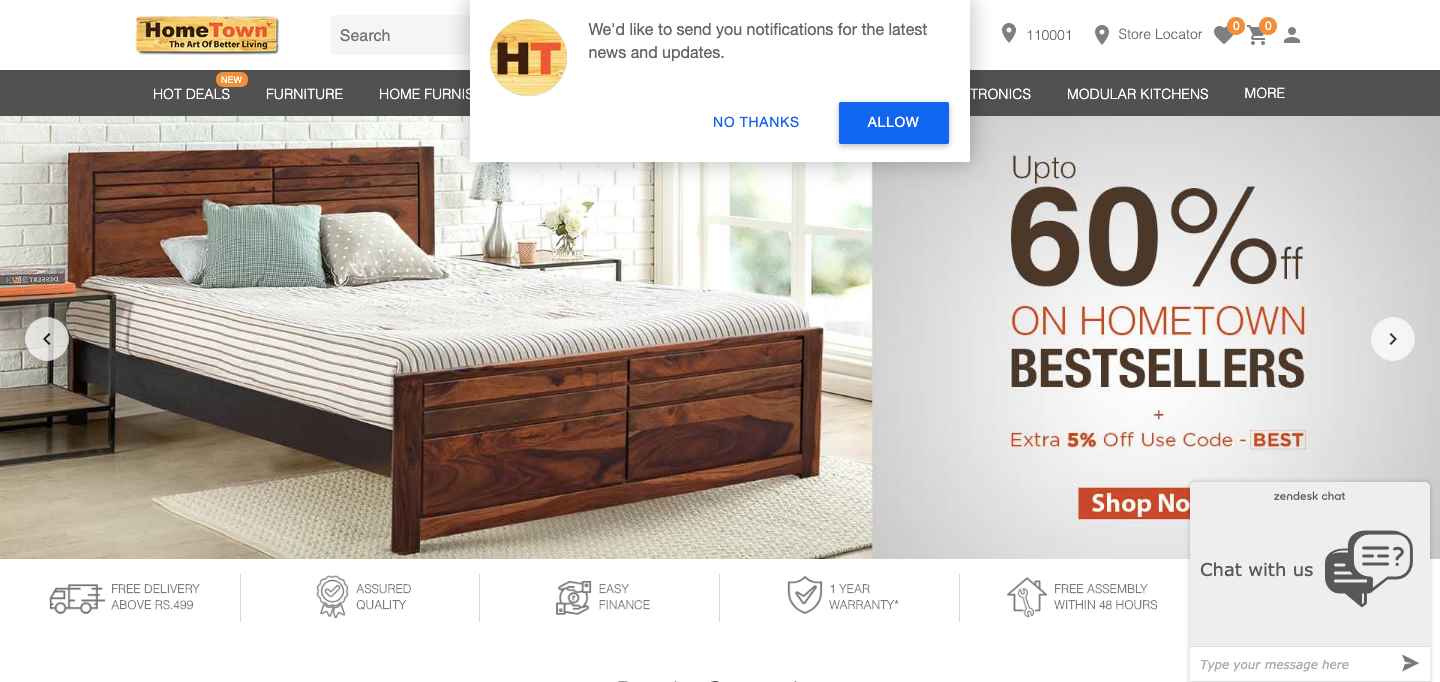 HomeTown
The Art Of Better Living
Search
We'd like to send you notifications for the latest
news and updates.
NO THANKS
ALLOW
HT
110001
Store Locator
0
0
NEW
HOT DEALS
FURNITURE
HOME FURNIS
TRONICS
MODULAR KITCHENS
MORE
Upto
60%off
ON HOMETOWN
BESTSELLERS
+
Extra 5% Off Use Code - BEST
Shop No
zendesk chat
Chat with us
?
Type your message here
FREE DELIVERY
ABOVE RS.499
ASSURED
QUALITY
EASY
FINANCE
1 YEAR
WARRANTY*
FREE ASSEMBLY
WITHIN 48 HOURS